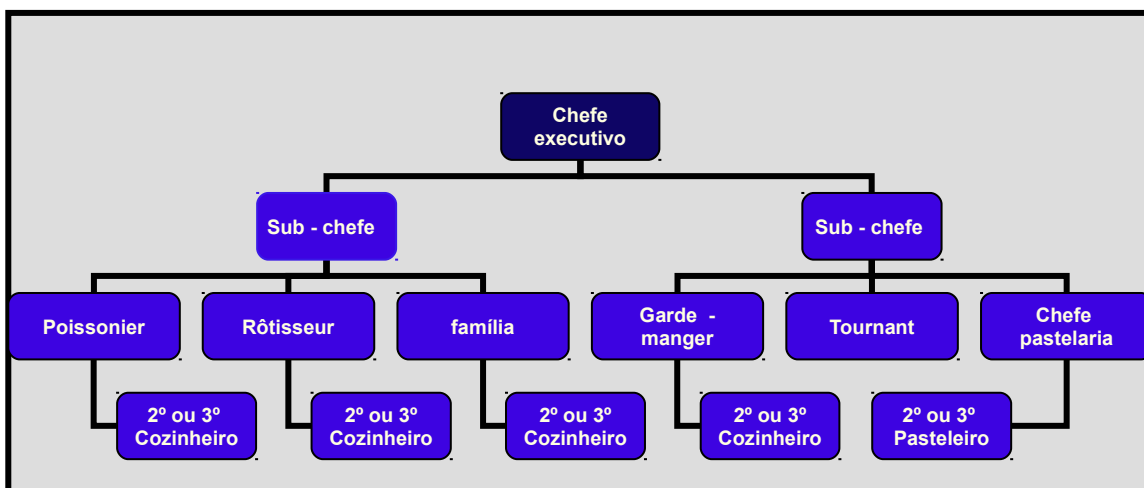 Chefe
executivo
Sub - chefe
Sub - chefe
Poissonier
Rôtisseur
família
Garde -
manger
Tournant
Chefe
pastelaria
2º ou 3º
Cozinheiro
2º ou 3º
Cozinheiro
2º ou 3º
Cozinheiro
2º ou 3º
Cozinheiro
2º ou 3º
Pasteleiro